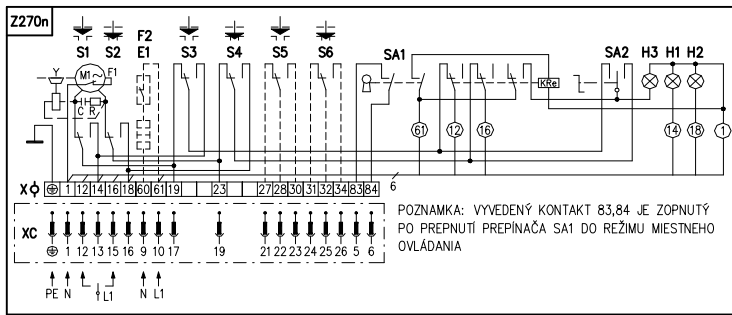 Z270n
F2
S1 S2 E1 S3 S4 S5 S6 SA1 SA2 H3 H1 H2
Y M1 F1
KRe
C R
61 12 16 14 18 1
6
X 1 12 14 16 18 60 61 19 23 27 28 30 31 32 34 83 84
XC
1 12 13 15 16 9 10 17 19 21 22 23 24 25 26 5 6
PE N L1 N L1
POZNAMKA: VYVEDENÝ KONTAKT 83,84 JE ZOPNUTÝ
PO PREPNUTÍ PREPÍNAČA SA1 DO REŽIMU MIESTNEHO
OVLÁDANIA